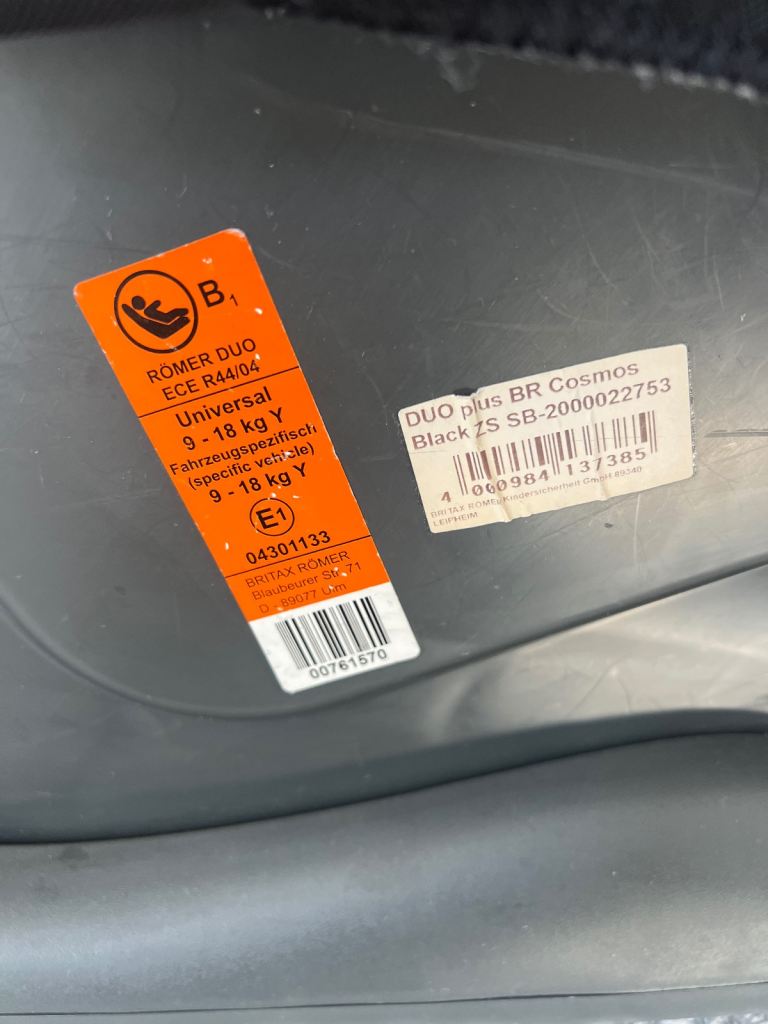 B1
RÖMER DUO
ECE R44/04
Universal
9 - 18 kg Y
Fahrzeugspezifisch
(specific vehicle)
9 - 18 kg Y
E1
04301133
BRITAX RÖMER
Blaubeurer Str. 71
D - 89077 Ulm
00761570
DUO plus BR Cosmos
Black ZS SB-2000022753
4 000984 137385
BRITAX RÖMER Kindersicherheit GmbH 89340
LEIPHEIM